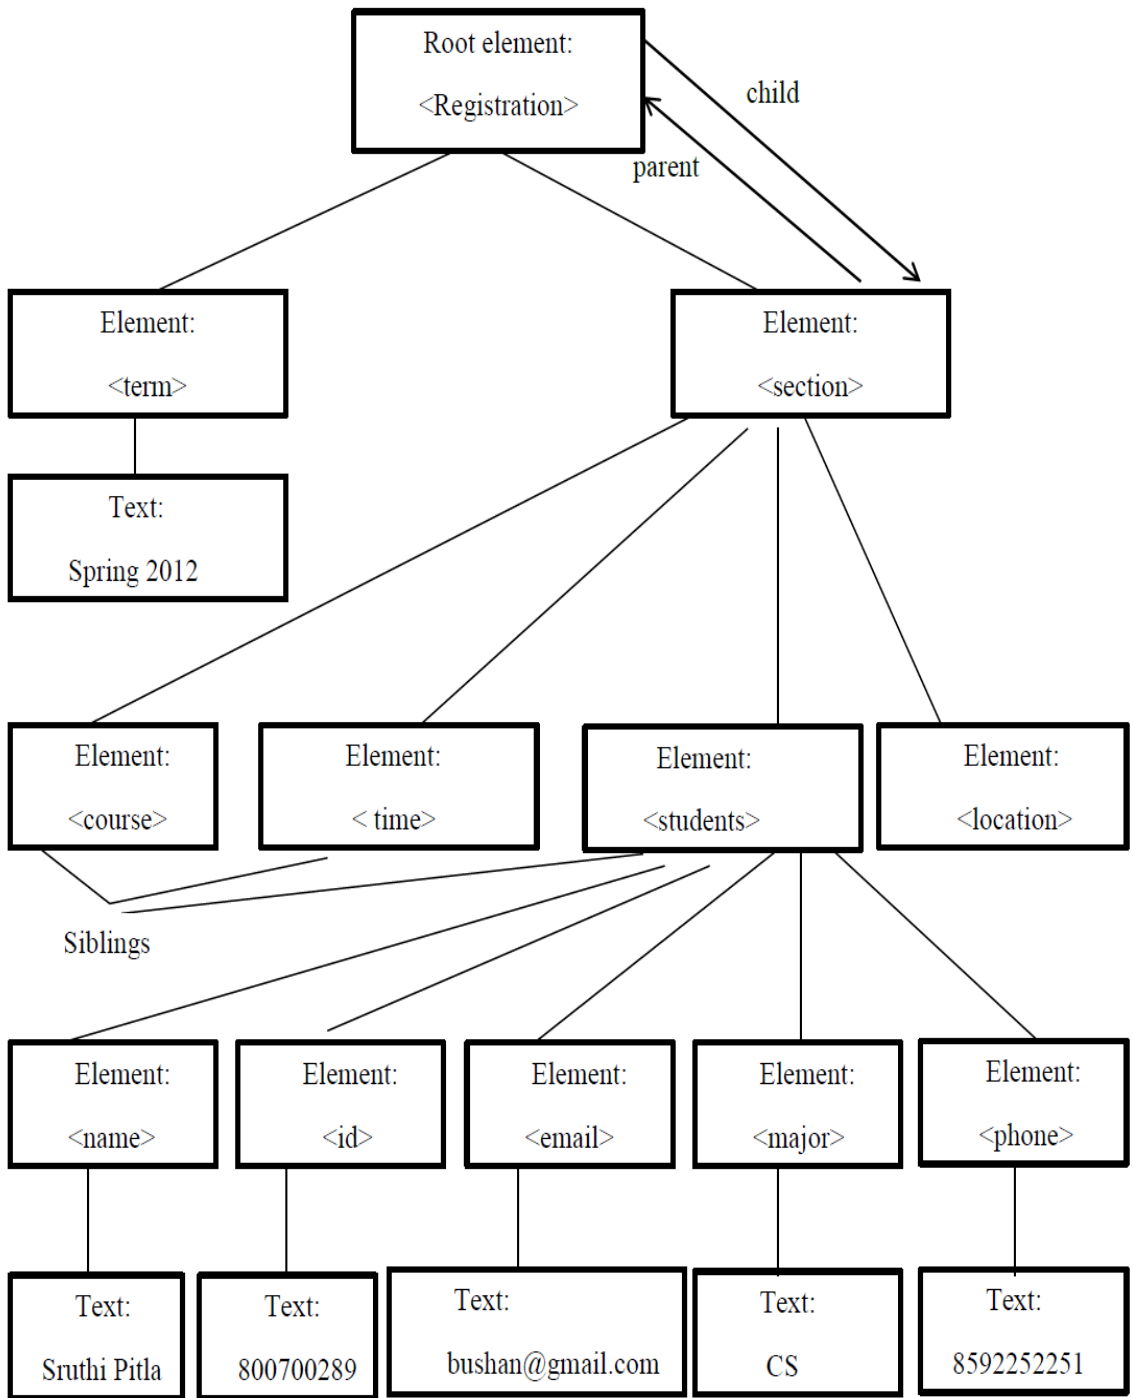 Root element:
<Registration>
child
parent
Element:
<term>
Element:
<section>
Text:
Spring 2012
Element:
<course>
Element:
< time>
Element:
<students>
Element:
<location>
Siblings
Element:
<name>
Element:
<id>
Element:
<email>
Element:
<major>
Element:
<phone>
Text:
Sruthi Pitla
Text:
800700289
Text:
bushan@gmail.com
Text:
CS
Text:
8592252251